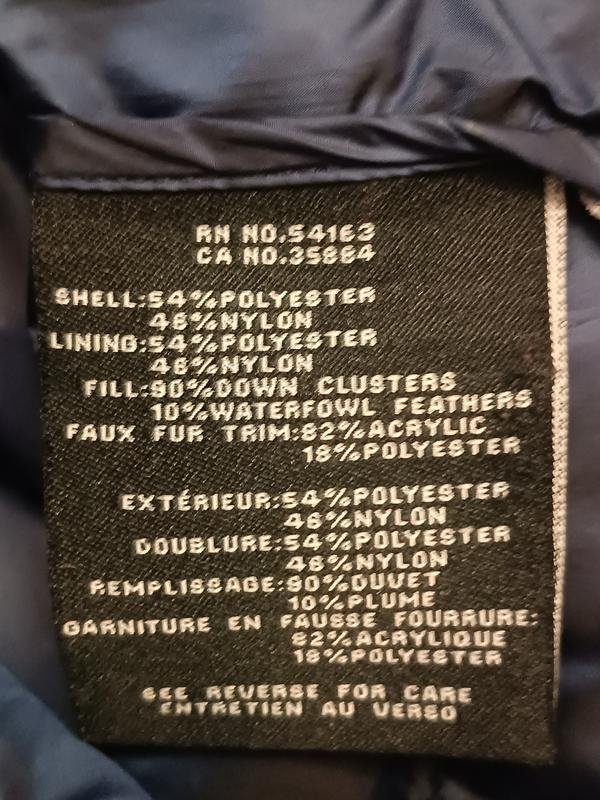 RN NO.54163
CA NO.35884
SHELL:54%POLYESTER
46%NYLON
LINING:54%POLYESTER
46%NYLON
FILL:90%DOWN CLUSTERS
10%WATERFOWL FEATHERS
FAUX FUR TRIM:82%ACRYLIC
18%POLYESTER
EXTÉRIEUR:54%POLYESTER
46%NYLON
DOUBLURE:54%POLYESTER
46%NYLON
REMPLISSAGE:90%DUVET
10%PLUME
GARNITURE EN FAUSSE FOURRURE:
82%ACRYLIQUE
18%POLYESTER
SEE REVERSE FOR CARE
ENTRETIEN AU VERSO